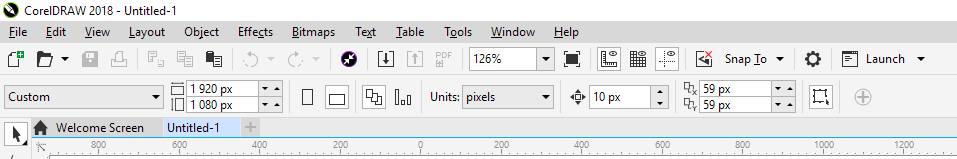 CorelDRAW 2018 - Untitled-1
File Edit View Layout Object Effects Bitmaps Text Table Tools Window Help
PDF 126% Snap To Launch
Custom 1 920 px Units: pixels 10 px 59 px
1 080 px 59 px
Welcome Screen Untitled-1
800 600 400 200 0 200 400 600 800 1000 1200